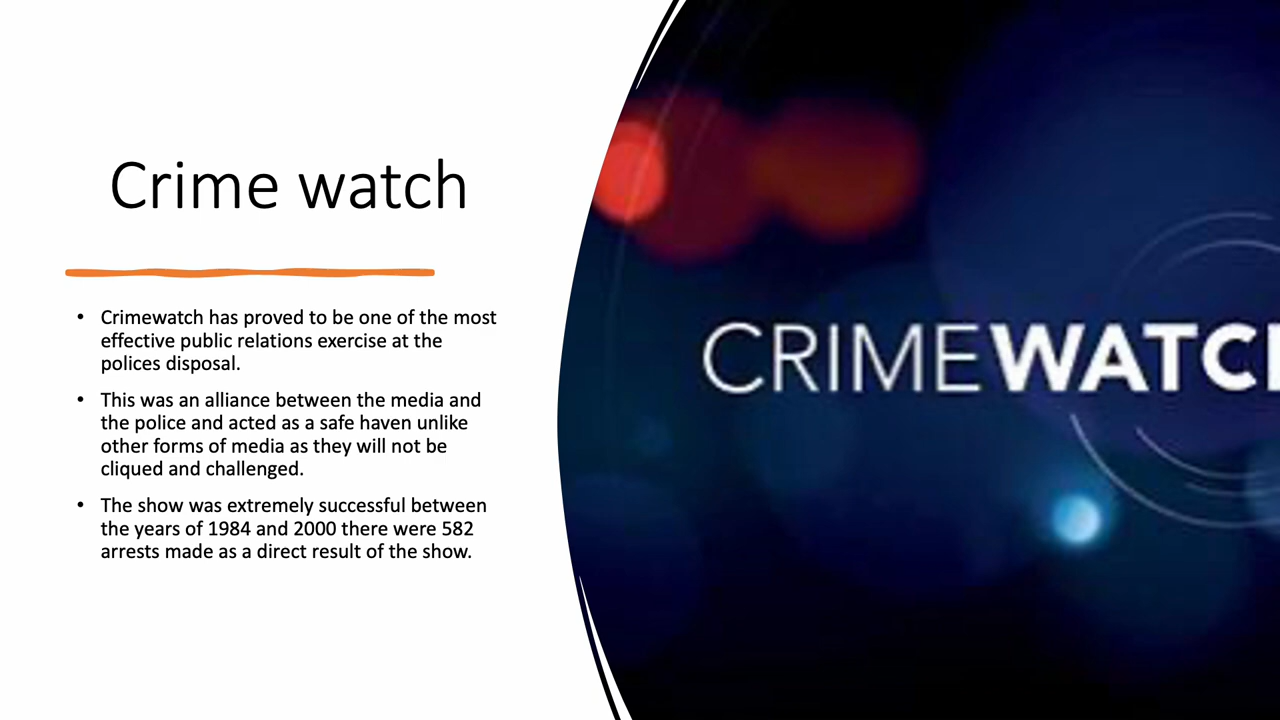 Crime watch
• Crimewatch has proved to be one of the most
effective public relations exercise at the
polices disposal.
• This was an alliance between the media and
the police and acted as a safe haven unlike
other forms of media as they will not be
cliqued and challenged.
• The show was extremely successful between
the years of 1984 and 2000 there were 582
arrests made as a direct result of the show.
CRIMEWATCH